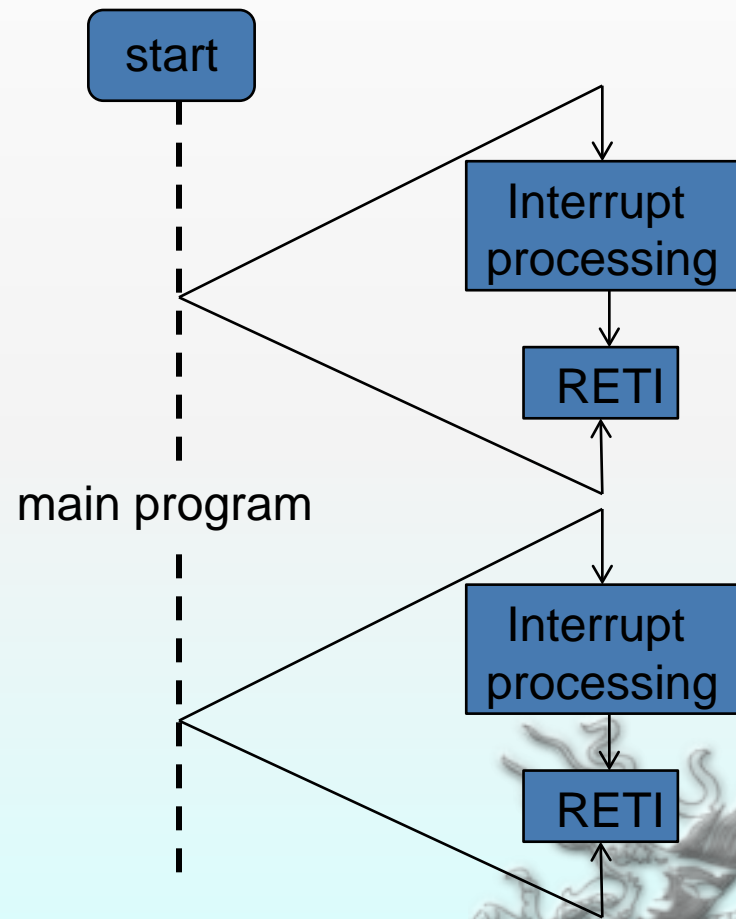 start
Interrupt
processing
RETI
main program
Interrupt
processing
RETI